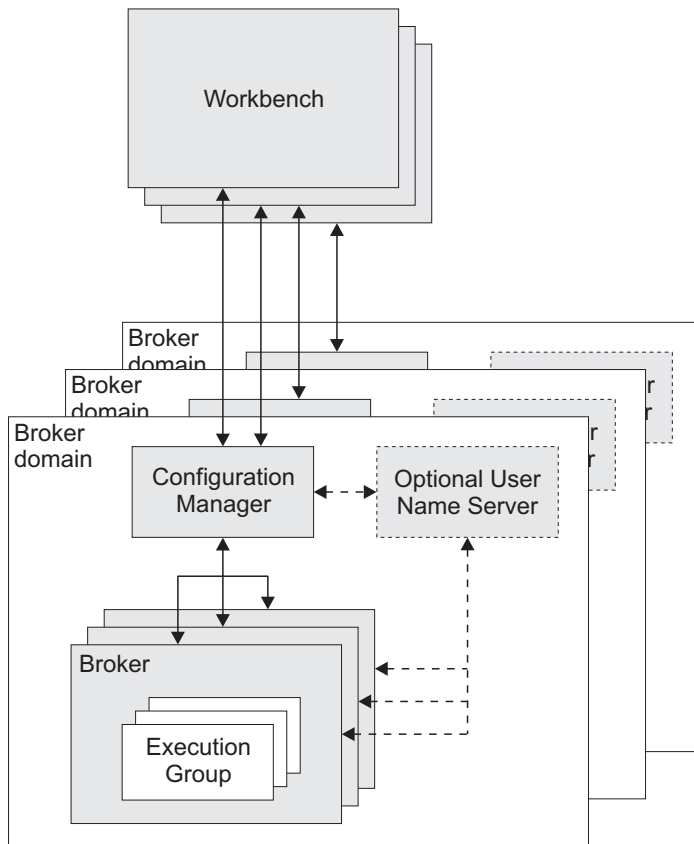 Workbench
Broker
domain
Broker
domain
Broker
domain
Configuration
Manager
Optional User
Name Server
Broker
Execution
Group